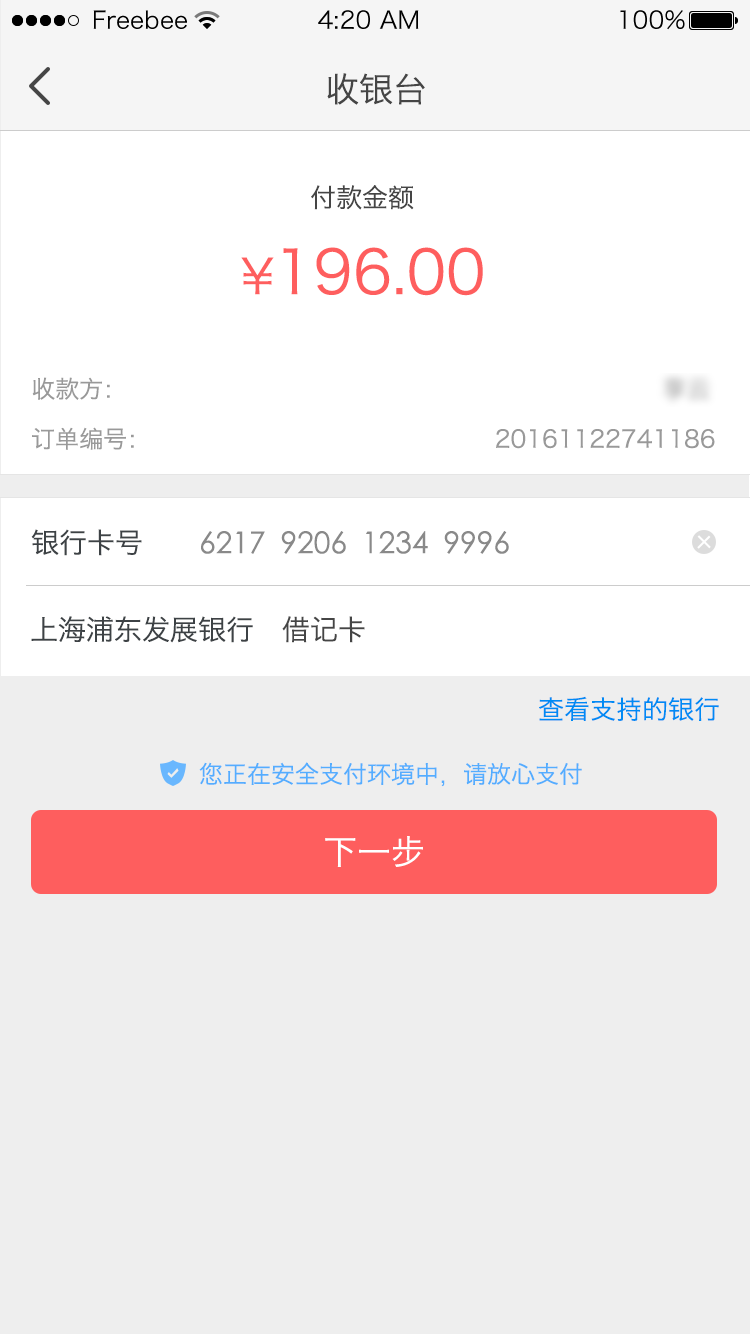 Freebee 4:20 AM 100%
收银台
付款金额
¥196.00
收款方:
订单编号: 20161122741186
银行卡号 6217 9206 1234 9996
上海浦东发展银行 借记卡
查看支持的银行
您正在安全支付环境中，请放心支付
下一步